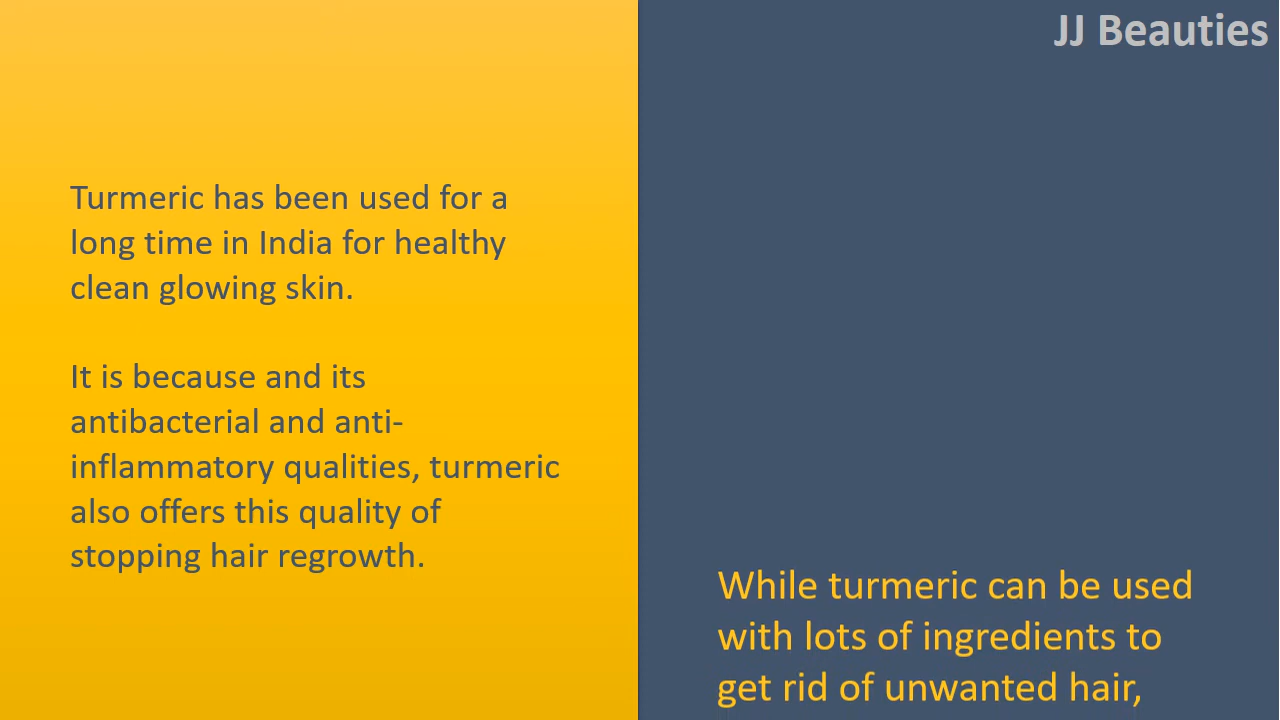 JJ Beauties
Turmeric has been used for a
long time in India for healthy
clean glowing skin.
It is because and its
antibacterial and anti-
inflammatory qualities, turmeric
also offers this quality of
stopping hair regrowth.
While turmeric can be used
with lots of ingredients to
get rid of unwanted hair,